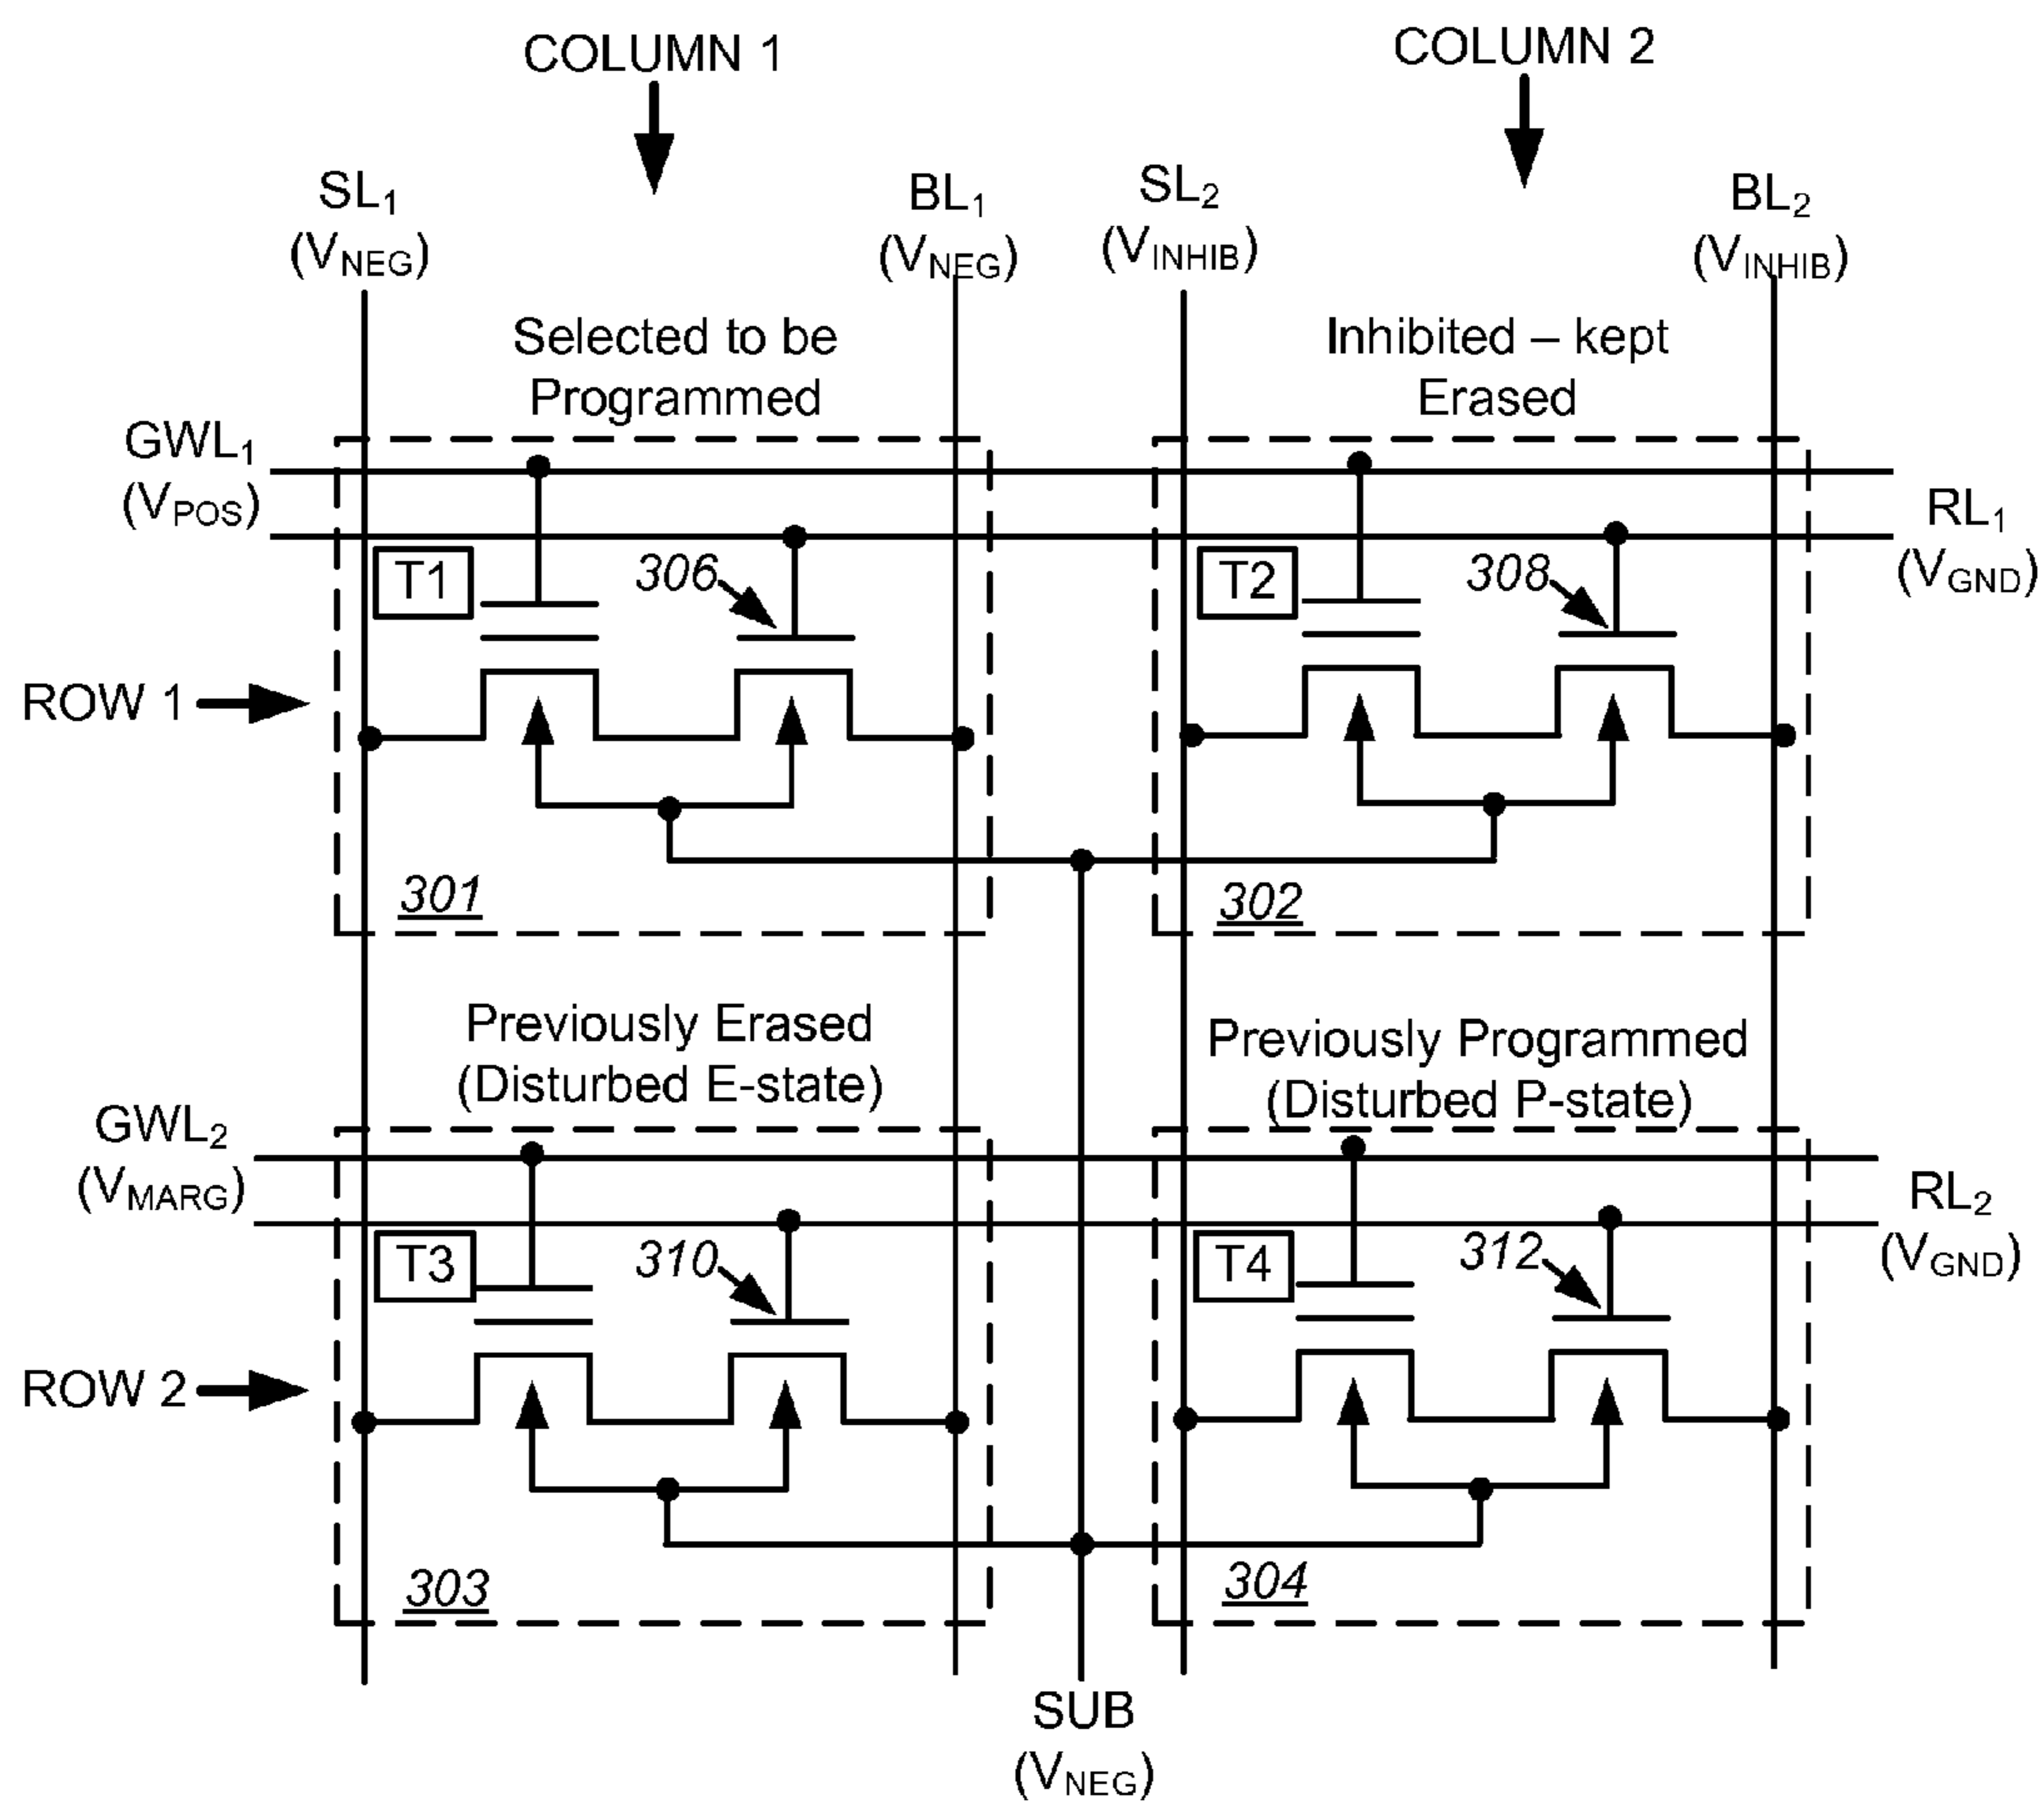 COLUMN 1
COLUMN 2
SL1
(VNEG)
BL1
(VNEG)
SL2
(VINHIB)
BL2
(VINHIB)
Selected to be
Programmed
Inhibited – kept
Erased
GWL1
(VPOS)
RL1
(VGND)
T1
306
T2
308
ROW 1
301
302
Previously Erased
(Disturbed E-state)
Previously Programmed
(Disturbed P-state)
GWL2
(VMARG)
RL2
(VGND)
T3
310
T4
312
ROW 2
303
304
SUB
(VNEG)